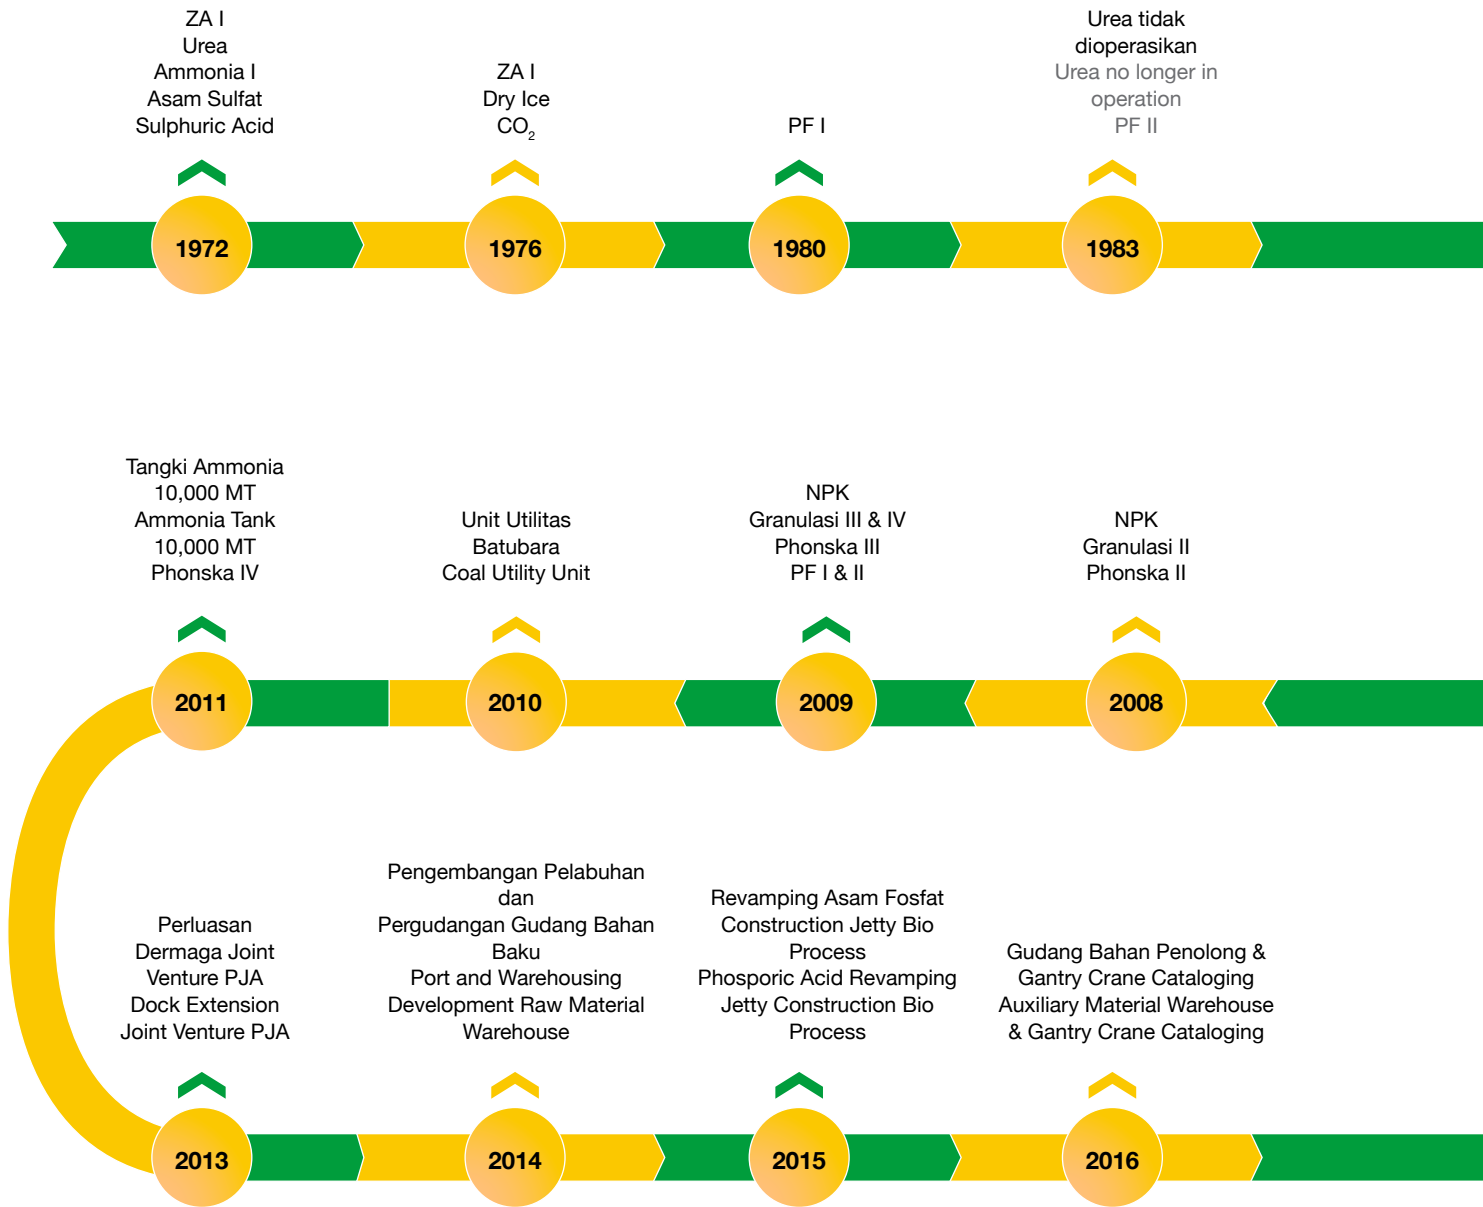 ZA I
Urea
Ammonia I
Asam Sulfat
Sulphuric Acid
1972
ZA I
Dry Ice
CO₂
1976
PF I
1980
Urea tidak
dioperasikan
Urea no longer in
operation
PF II
1983
Tangki Ammonia
10,000 MT
Ammonia Tank
10,000 MT
Phonska IV
2011
Unit Utilitas
Batubara
Coal Utility Unit
2010
NPK
Granulasi III & IV
Phonska III
PF I & II
2009
NPK
Granulasi II
Phonska II
2008
Perluasan
Dermaga Joint
Venture PJA
Dock Extension
Joint Venture PJA
2013
Pengembangan Pelabuhan
dan
Pergudangan Gudang Bahan
Baku
Port and Warehousing
Development Raw Material
Warehouse
2014
Revamping Asam Fosfat
Construction Jetty Bio
Process
Phosporic Acid Revamping
Jetty Construction Bio
Process
2015
Gudang Bahan Penolong &
Gantry Crane Cataloging
Auxiliary Material Warehouse
& Gantry Crane Cataloging
2016